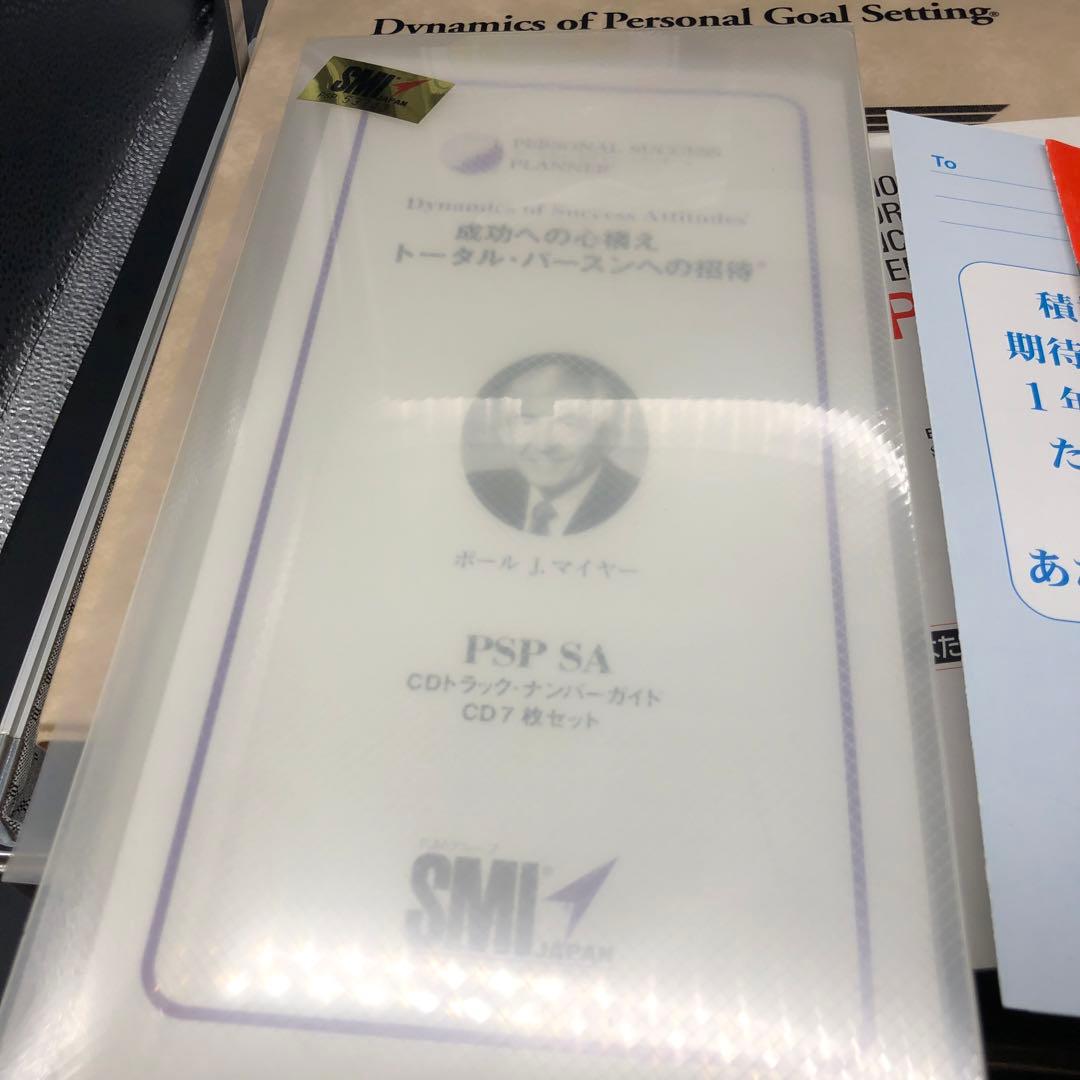 Dynamics of Personal Goal Setting®
SMI®
JAPAN
PERSONAL SUCCESS
PLANNER
Dynamics of Success Attitudes®
成功への心構え
トータル・パースンへの招待®
ポール J.マイヤー
PSP SA
CDトラック・ナンバーガイド
CD7枚セット
SMI®
JAPAN
To
期待
1年
た
あ
P